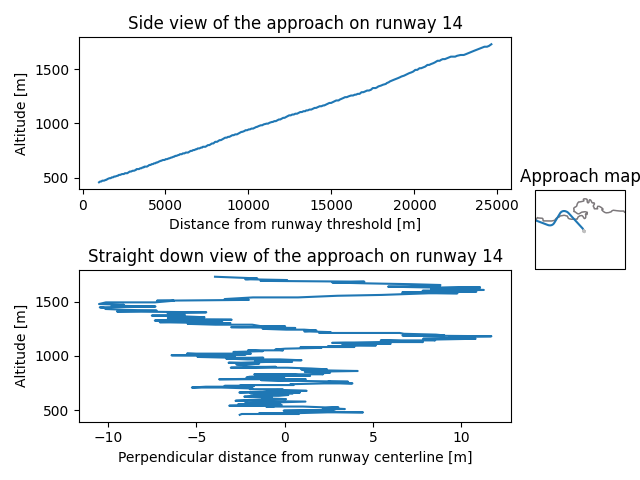 Side view of the approach on runway 14
Altitude [m]
1500
1000
500
0
5000
10000
15000
20000
25000
Distance from runway threshold [m]
Approach map
Straight down view of the approach on runway 14
Altitude [m]
1500
1000
500
−10
−5
0
5
10
Perpendicular distance from runway centerline [m]